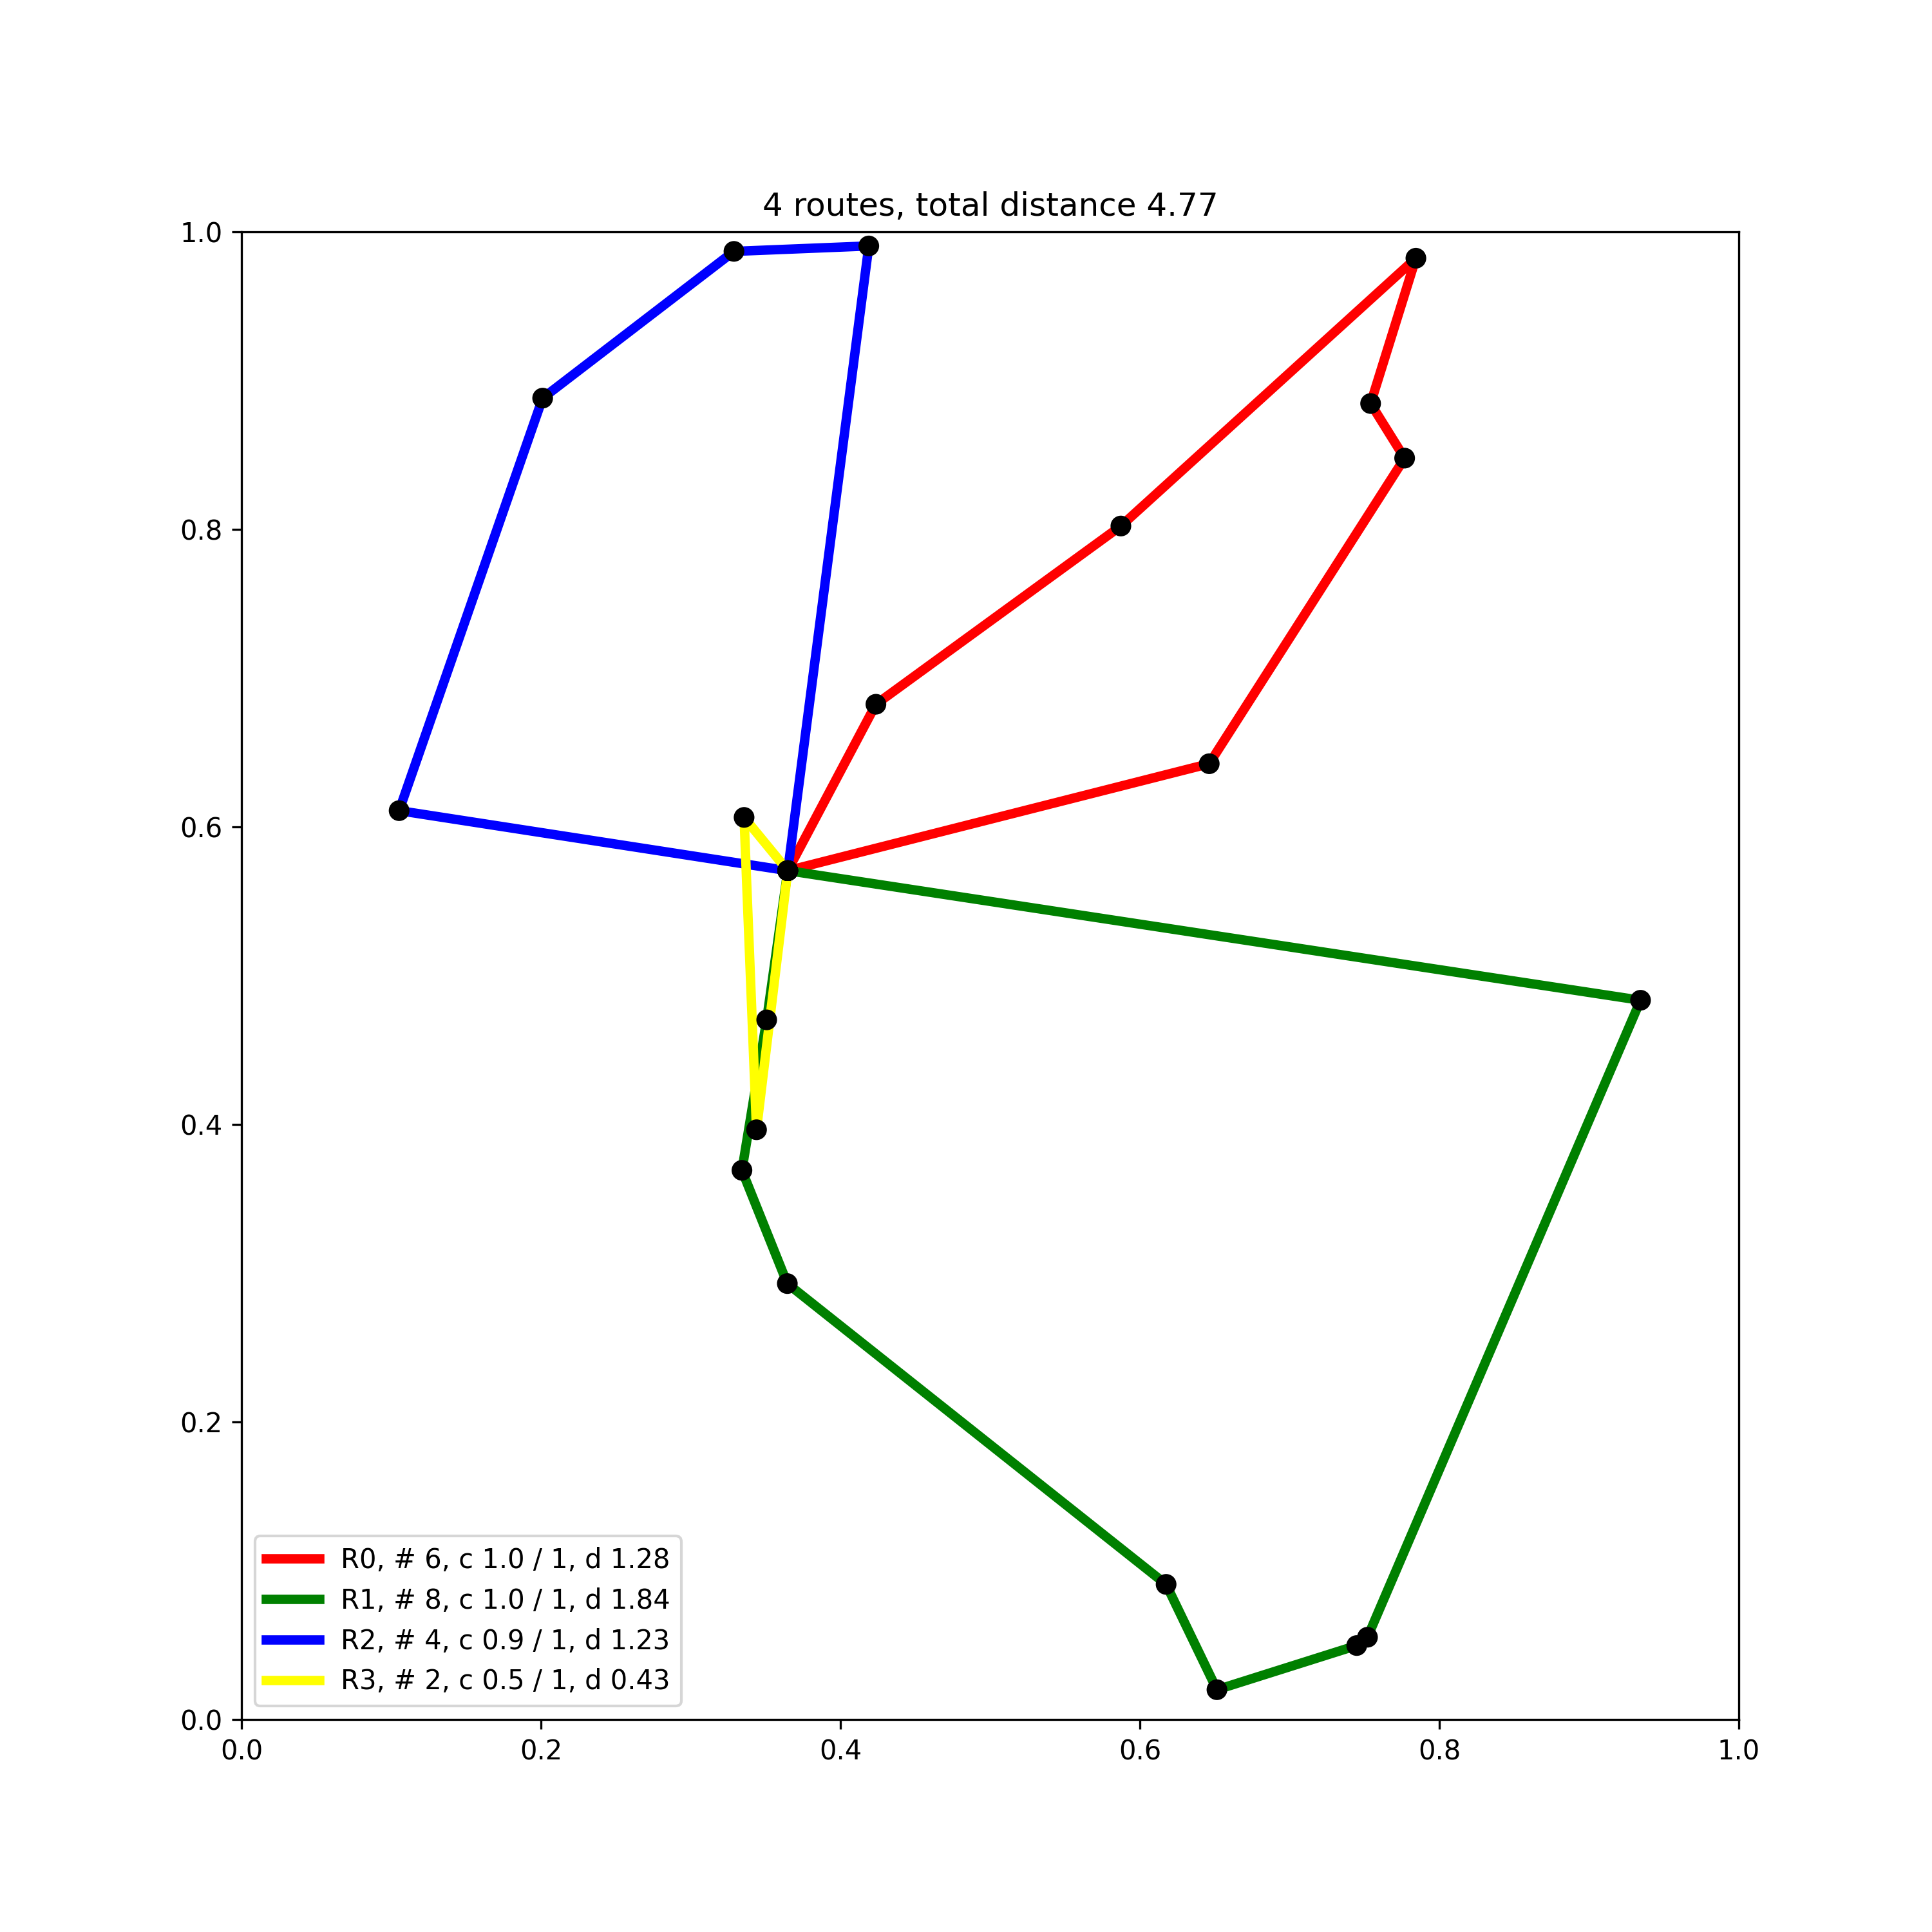 4 routes, total distance 4.77
1.0
0.8
0.6
0.4
0.2
0.0
R0, # 6, c 1.0 / 1, d 1.28
R1, # 8, c 1.0 / 1, d 1.84
R2, # 4, c 0.9 / 1, d 1.23
R3, # 2, c 0.5 / 1, d 0.43
0.0 0.2 0.4 0.6 0.8 1.0